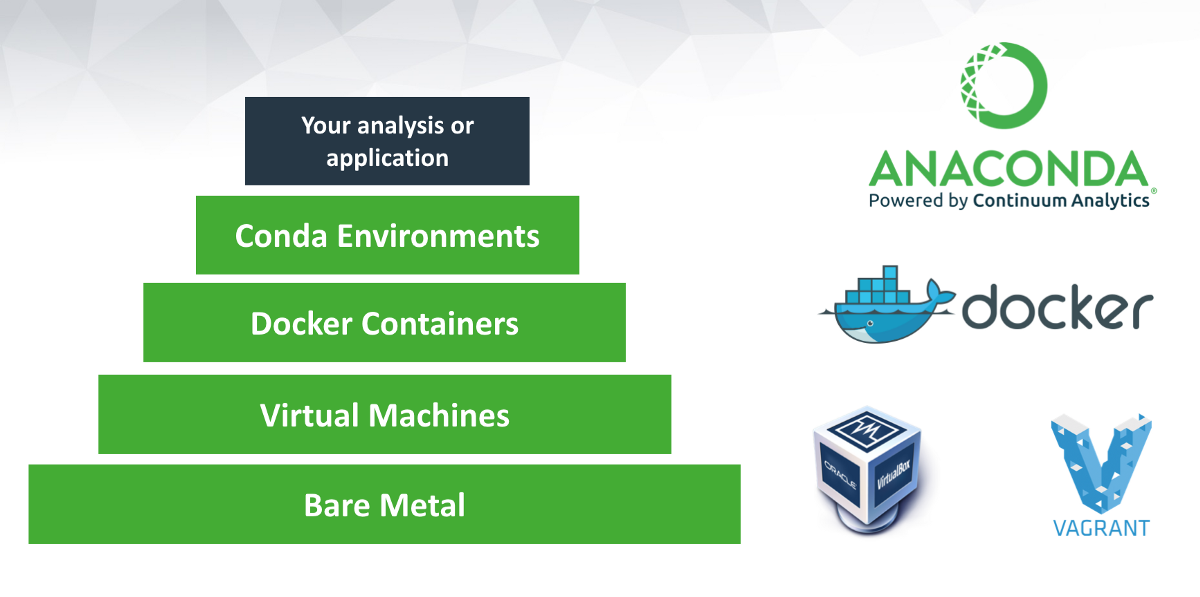 Your analysis or
application
Conda Environments
Docker Containers
Virtual Machines
Bare Metal
ANACONDA®
Powered by Continuum Analytics
docker
ORACLE
VirtualBox
VAGRANT